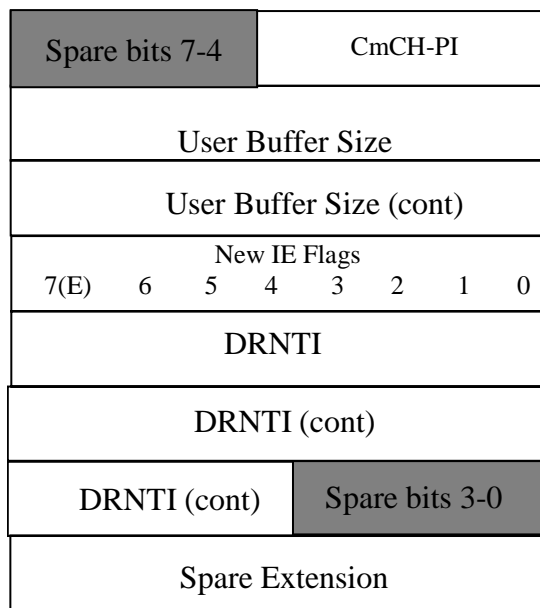 Spare bits 7-4 CmCH-PI
User Buffer Size
User Buffer Size (cont)
New IE Flags
7(E) 6 5 4 3 2 1 0
DRNTI
DRNTI (cont)
DRNTI (cont) Spare bits 3-0
Spare Extension